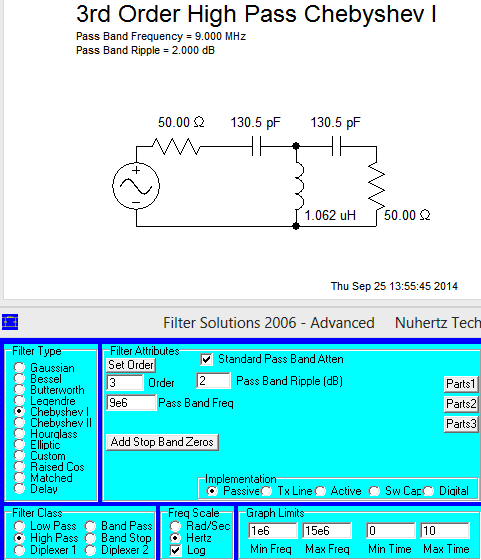 3rd Order High Pass Chebyshev I
Pass Band Frequency = 9.000 MHz
Pass Band Ripple = 2.000 dB
50.00 Ω 130.5 pF 130.5 pF
+
−
1.062 uH 50.00 Ω
Thu Sep 25 13:55:45 2014
Filter Solutions 2006 - Advanced Nuhertz Tech
Filter Type
Gaussian
Bessel
Butterworth
Legendre
Chebyshev I
Chebyshev II
Hourglass
Elliptic
Custom
Raised Cos
Matched
Delay
Filter Attributes
Set Order
Standard Pass Band Atten
3 Order 2 Pass Band Ripple (dB)
9e6 Pass Band Freq
Parts1
Parts2
Parts3
Add Stop Band Zeros
Implementation
Passive Tx Line Active Sw Cap Digital
Filter Class
Low Pass Band Pass
High Pass Band Stop
Diplexer 1 Diplexer 2
Freq Scale
Rad/Sec
Hertz
Log
Graph Limits
1e6 15e6 0 10
Min Freq Max Freq Min Time Max Time